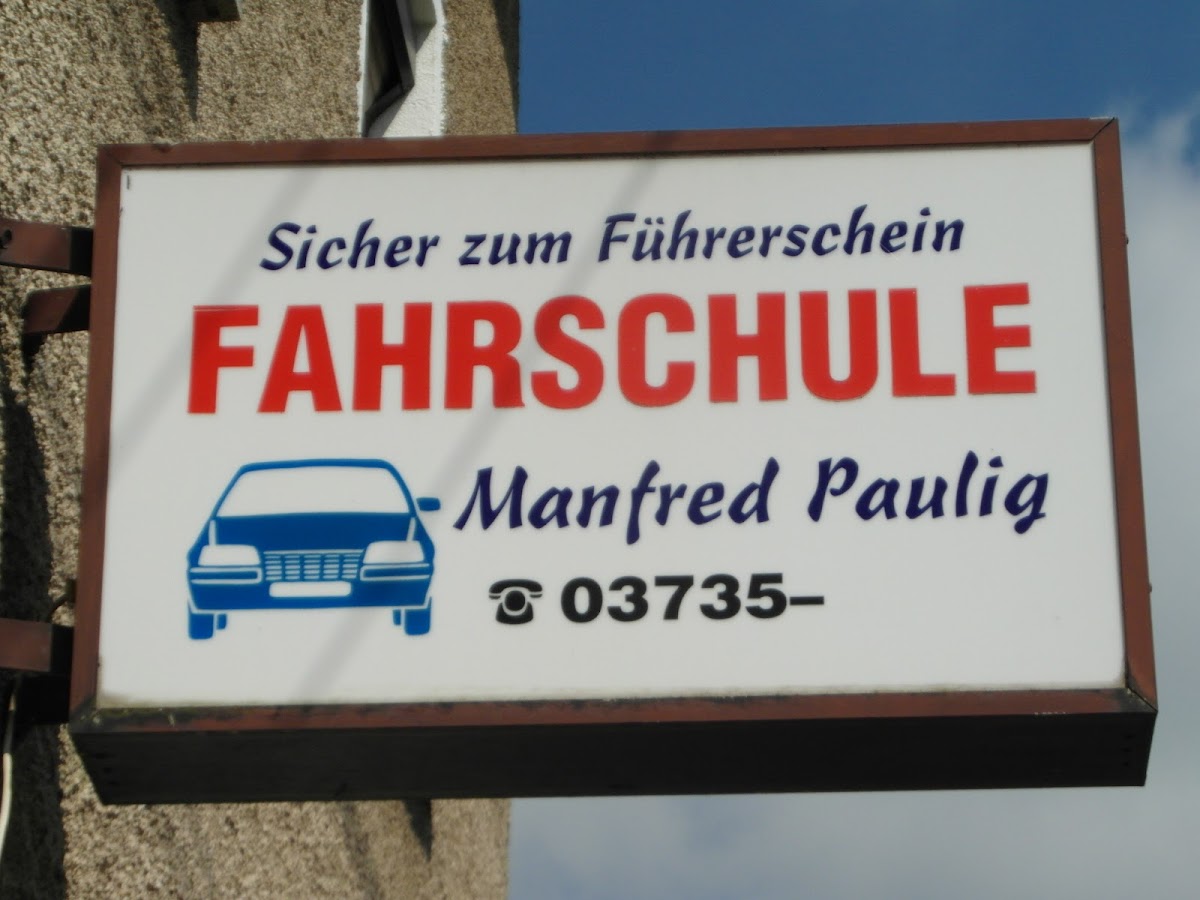 Sicher zum Führerschein
FAHRSCHULE
Manfred Paulig
☎ 03735–